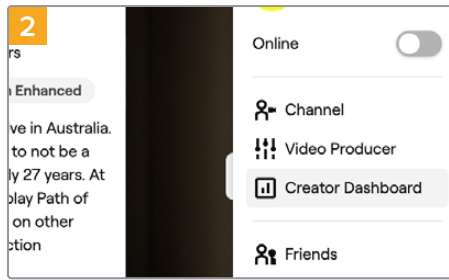 2
rs
Enhanced
ve in Australia.
to not be a
ly 27 years. At
play Path of
on other
ction
Online
Channel
Video Producer
Creator Dashboard
Friends